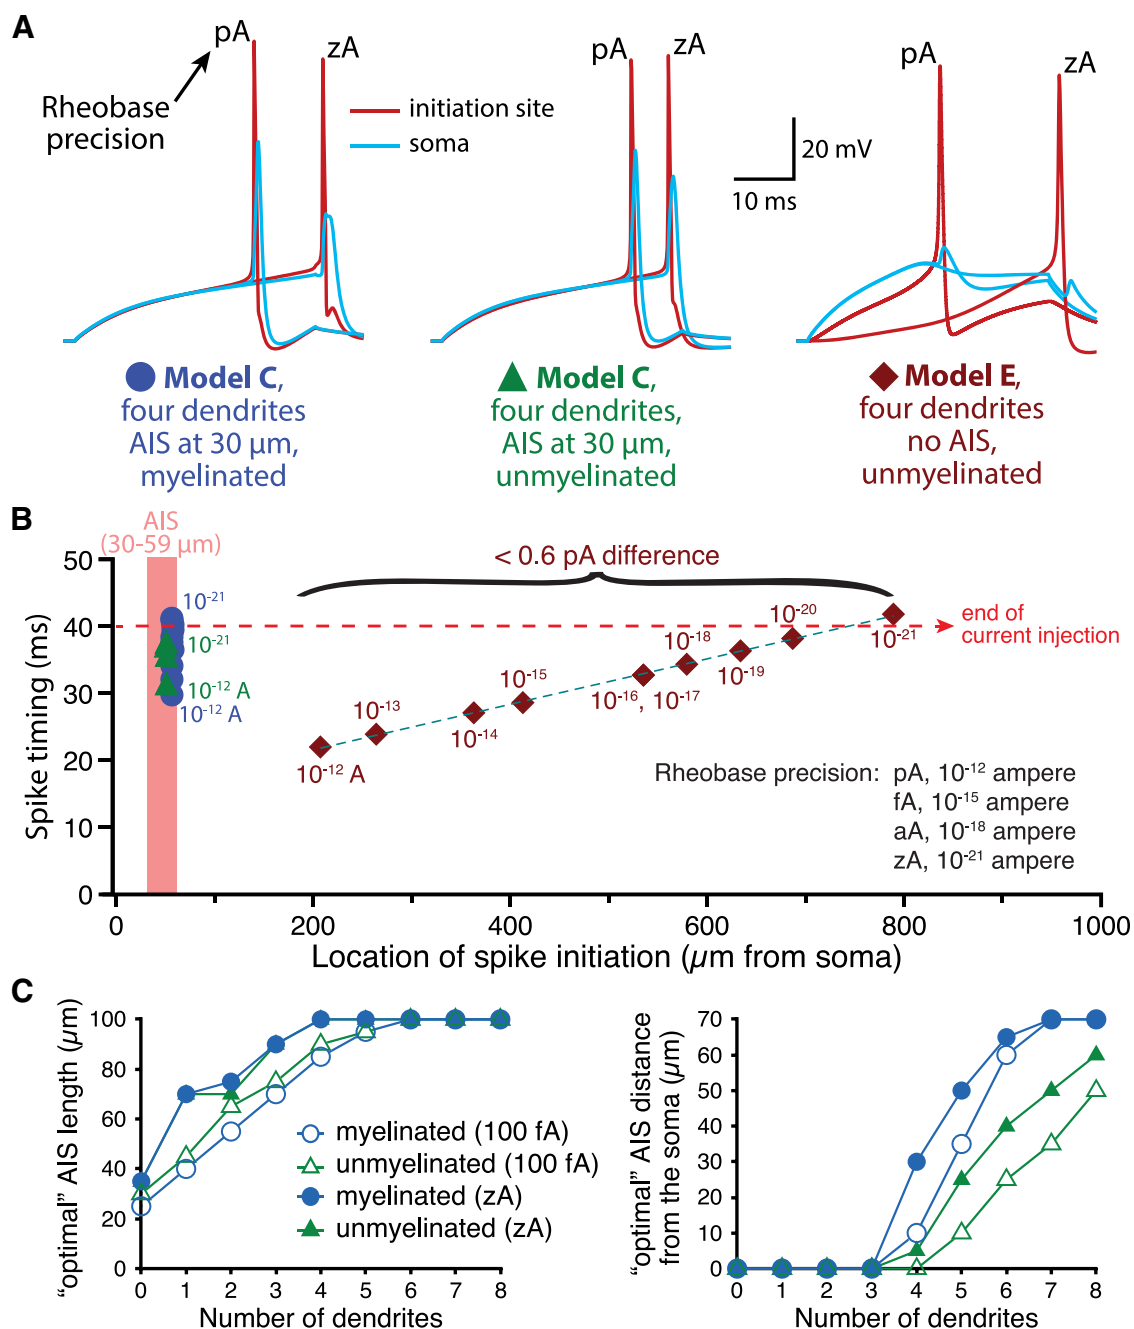 A
pA
zA
Rheobase
precision
initiation site
soma
pA
zA
20 mV
10 ms
pA
zA
Model C,
four dendrites
AIS at 30 µm,
myelinated
Model C,
four dendrites,
AIS at 30 µm,
unmyelinated
Model E,
four dendrites
no AIS,
unmyelinated
B
AIS
(30-59 µm)
< 0.6 pA difference
Spike timing (ms)
50
40
30
20
10
0
10⁻²¹
10⁻²¹
10⁻¹² A
10⁻¹² A
10⁻¹² A
10⁻¹³
10⁻¹⁴
10⁻¹⁵
10⁻¹⁶, 10⁻¹⁷
10⁻¹⁸
10⁻¹⁹
10⁻²⁰
10⁻²¹
end of
current injection
Rheobase precision: pA, 10⁻¹² ampere
fA, 10⁻¹⁵ ampere
aA, 10⁻¹⁸ ampere
zA, 10⁻²¹ ampere
0 200 400 600 800 1000
Location of spike initiation (µm from soma)
C
"optimal" AIS length (µm)
100
80
60
40
20
0
myelinated (100 fA)
unmyelinated (100 fA)
myelinated (zA)
unmyelinated (zA)
0 1 2 3 4 5 6 7 8
Number of dendrites
"optimal" AIS distance
from the soma (µm)
70
60
50
40
30
20
10
0
0 1 2 3 4 5 6 7 8
Number of dendrites